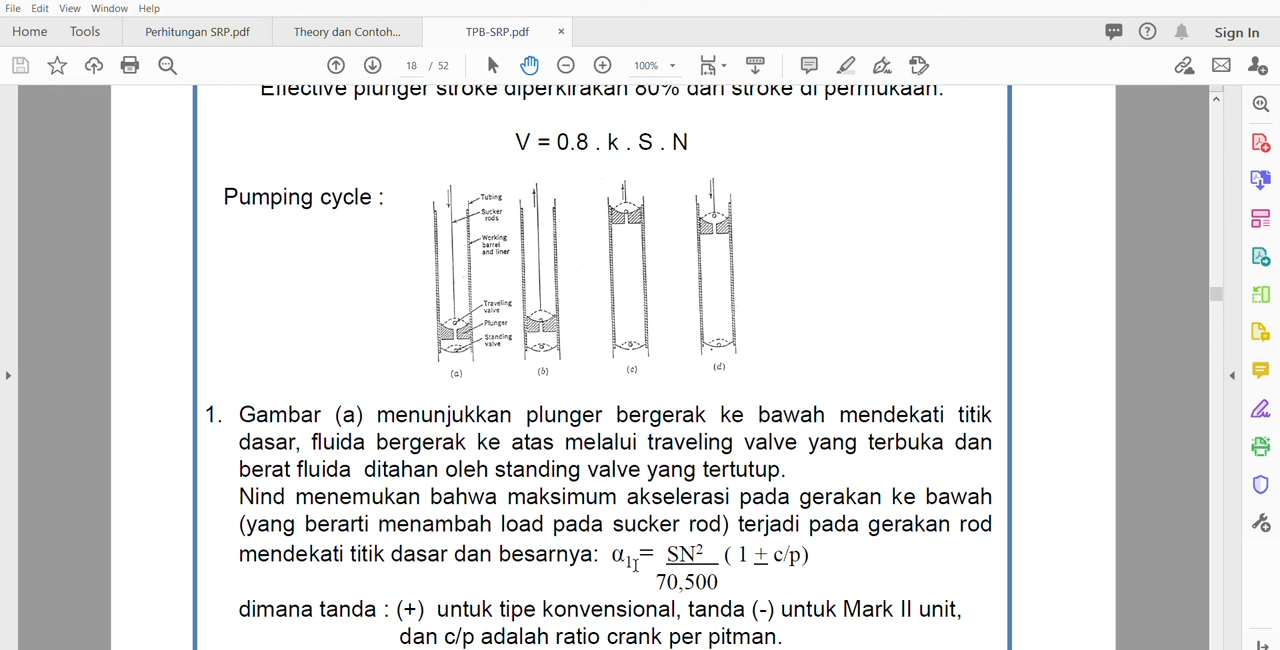 File Edit View Window Help
Home Tools Perhitungan SRP.pdf Theory dan Contoh... TPB-SRP.pdf × Sign In
18 / 52 100%
Effective plunger stroke diperkirakan 80% dari stroke di permukaan.
V = 0.8 . k . S . N
Pumping cycle :
Tubing
Sucker
rods
Working
barrel
and liner
Traveling
valve
Plunger
Standing
valve
(a) (b) (c) (d)
1. Gambar (a) menunjukkan plunger bergerak ke bawah mendekati titik
dasar, fluida bergerak ke atas melalui traveling valve yang terbuka dan
berat fluida ditahan oleh standing valve yang tertutup.
Nind menemukan bahwa maksimum akselerasi pada gerakan ke bawah
(yang berarti menambah load pada sucker rod) terjadi pada gerakan rod
mendekati titik dasar dan besarnya: α₁= SN² ( 1 ± c/p)
70,500
dimana tanda : (+) untuk tipe konvensional, tanda (-) untuk Mark II unit,
dan c/p adalah ratio crank per pitman.